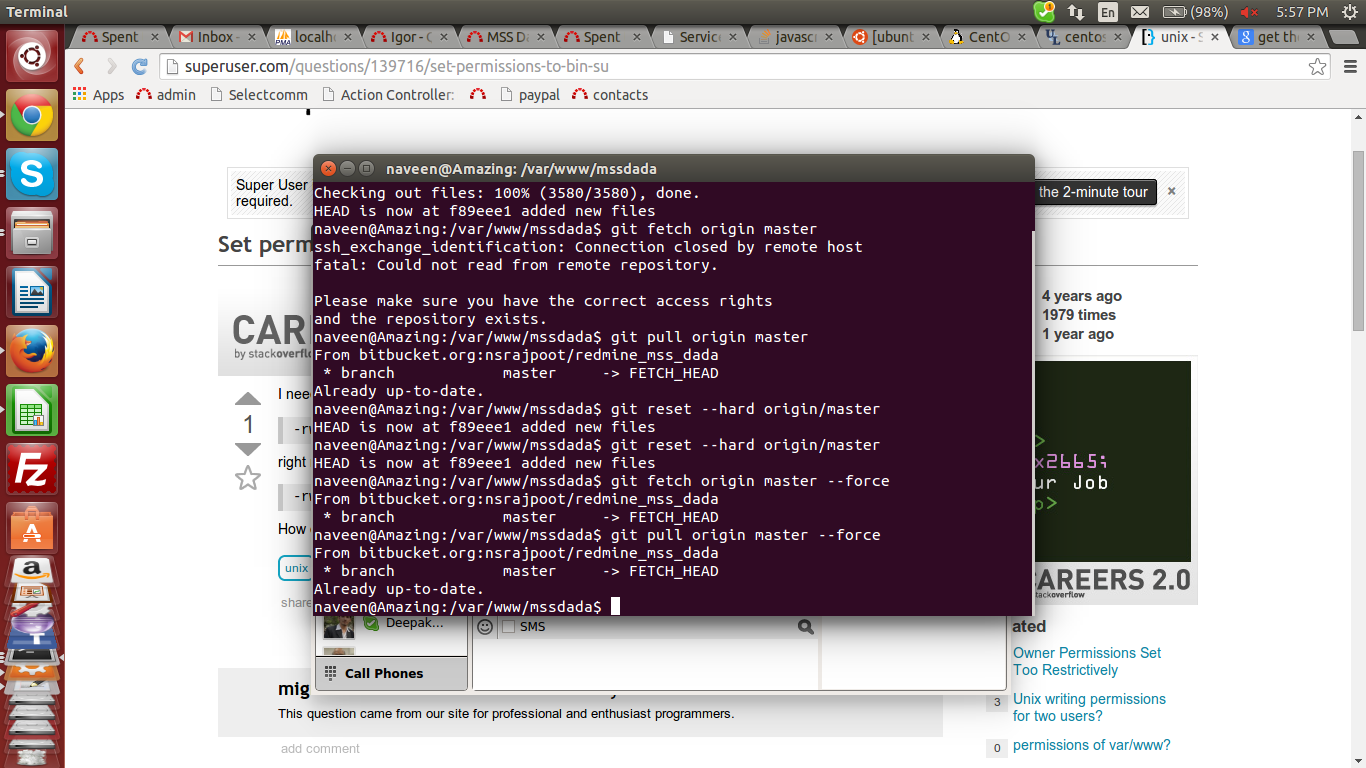 Terminal
En
(98%)
5:57 PM
Spent
Inbox -
localh
Igor - C
MSS Da
Spent
Servic
javascr
[ubunt
CentO
centos
unix - S
get the
superuser.com/questions/139716/set-permissions-to-bin-su
Apps
admin
Selectcomm
Action Controller:
paypal
contacts
Super User
required.
the 2-minute tour
Set perm
naveen@Amazing: /var/www/mssdada
Checking out files: 100% (3580/3580), done.
HEAD is now at f89eee1 added new files
naveen@Amazing:/var/www/mssdada$ git fetch origin master
ssh_exchange_identification: Connection closed by remote host
fatal: Could not read from remote repository.
Please make sure you have the correct access rights
and the repository exists.
naveen@Amazing:/var/www/mssdada$ git pull origin master
From bitbucket.org:nsrajpoot/redmine_mss_dada
* branch            master     -> FETCH_HEAD
Already up-to-date.
naveen@Amazing:/var/www/mssdada$ git reset --hard origin/master
HEAD is now at f89eee1 added new files
naveen@Amazing:/var/www/mssdada$ git reset --hard origin/master
HEAD is now at f89eee1 added new files
naveen@Amazing:/var/www/mssdada$ git fetch origin master --force
From bitbucket.org:nsrajpoot/redmine_mss_dada
* branch            master     -> FETCH_HEAD
naveen@Amazing:/var/www/mssdada$ git pull origin master --force
From bitbucket.org:nsrajpoot/redmine_mss_dada
* branch            master     -> FETCH_HEAD
Already up-to-date.
naveen@Amazing:/var/www/mssdada$
CAR
by stackoverflow
I nee
1
-rw
right
-rw
How
unix
share
4 years ago
1979 times
1 year ago
>
x2665;
ur Job
p>
CAREERS 2.0
stackoverflow
Deepak...
SMS
Call Phones
ated
Owner Permissions Set
Too Restrictively
3
Unix writing permissions
for two users?
0
permissions of var/www?
mig
This question came from our site for professional and enthusiast programmers.
add comment